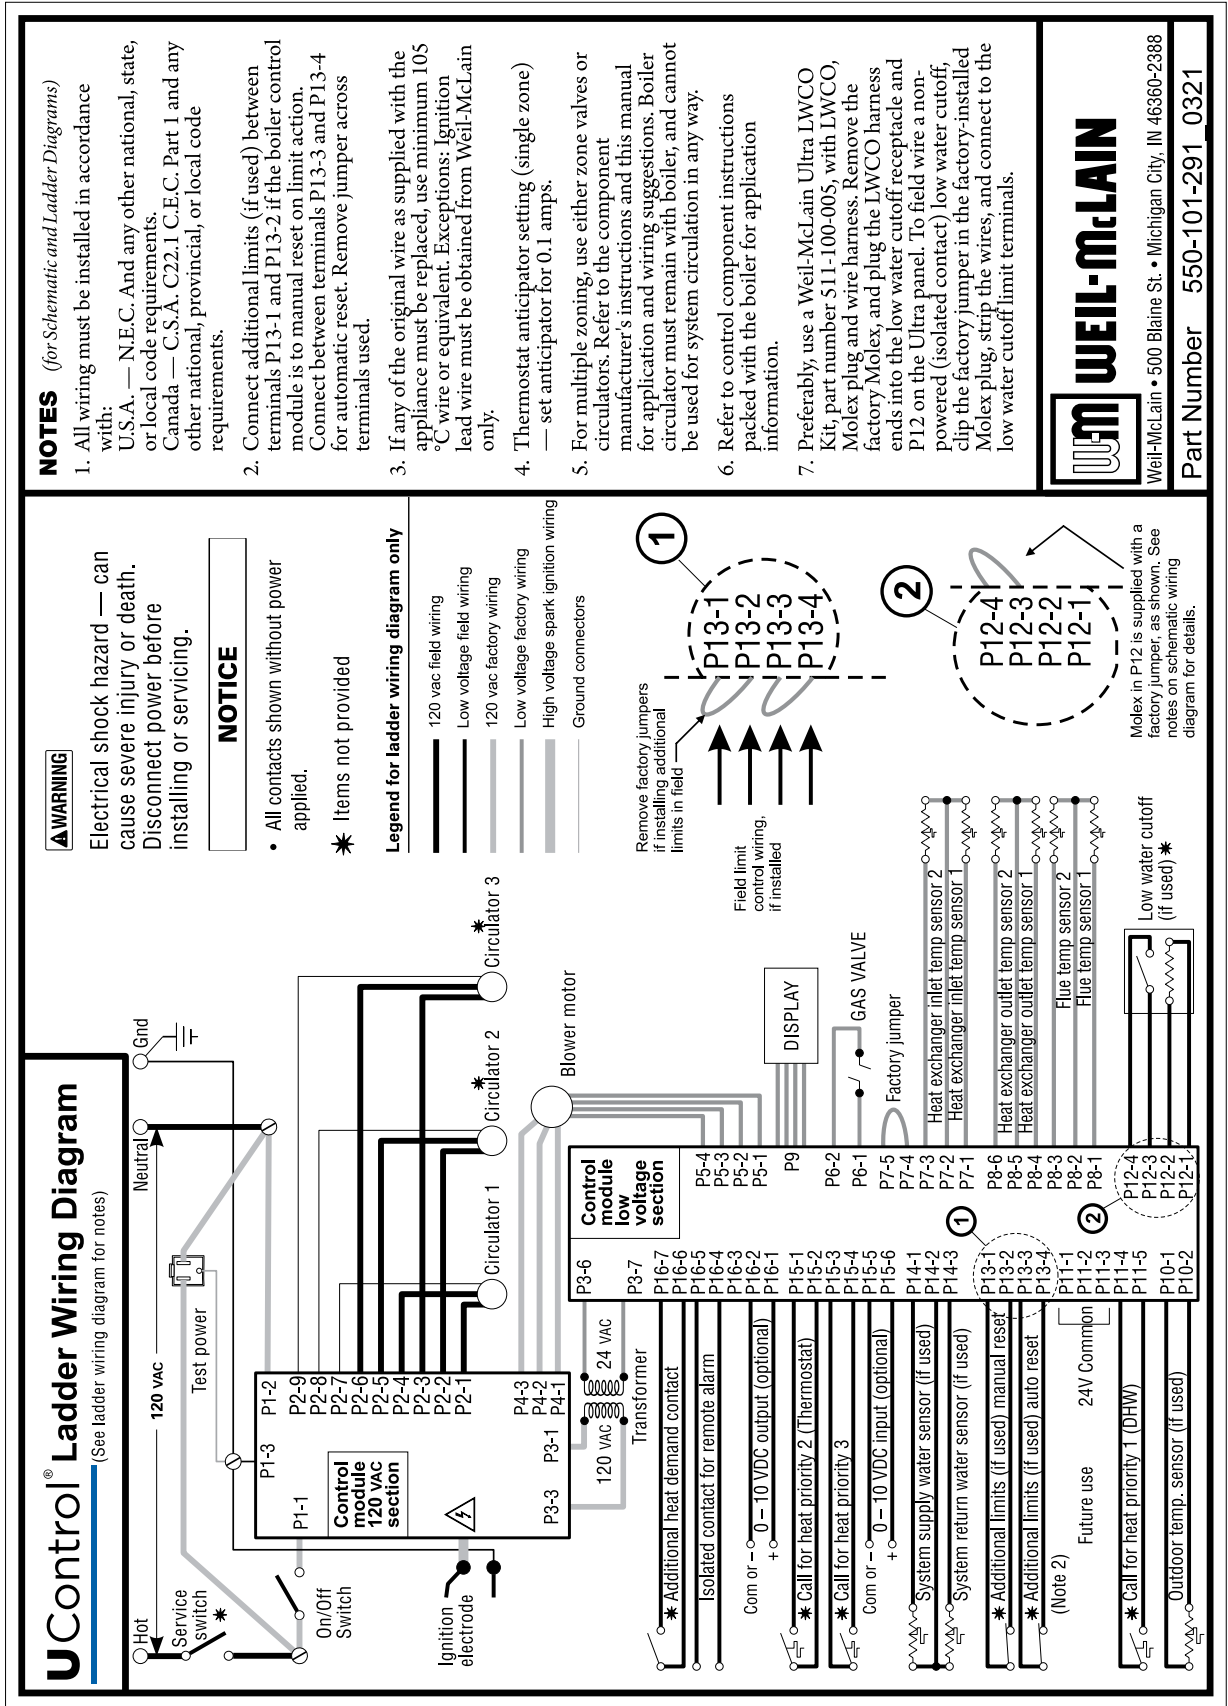 UControl® Ladder Wiring Diagram
(See ladder wiring diagram for notes)
Hot
120 VAC
Neutral
Gnd
Service
switch
✱
Test power
On/Off
Switch
P1-1
P1-3
P1-2
P2-9
P2-8
P2-7
P2-6
P2-5
P2-4
P2-3
P2-2
P2-1
P4-3
P4-2
P4-1
Control
module
120 VAC
section
P3-3
P3-1
Ignition
electrode
120 VAC
24 VAC
Transformer
Circulator 1
✱
Circulator 2
✱
Circulator 3
Blower motor
Control
module
low
voltage
section
P3-6
P3-7
P16-7
P16-6
P16-5
P16-4
P16-3
P16-2
P16-1
P15-1
P15-2
P15-3
P15-4
P15-5
P15-6
P14-1
P14-2
P14-3
P13-1
P13-2
P13-3
P13-4
P11-1
P11-2
P11-3
P11-4
P11-5
P10-1
P10-2
✱ Additional heat demand contact
Isolated contact for remote alarm
Com or –
+
0 – 10 VDC output (optional)
✱ Call for heat priority 2 (Thermostat)
✱ Call for heat priority 3
Com or –
+
0 – 10 VDC input (optional)
System supply water sensor (if used)
System return water sensor (if used)
✱ Additional limits (if used) manual reset
✱ Additional limits (if used) auto reset
(Note 2)
Future use
24V Common
✱ Call for heat priority 1 (DHW)
Outdoor temp. sensor (if used)
1
2
P5-4
P5-3
P5-2
P5-1
P9
P6-2
P6-1
P7-5
P7-4
P7-3
P7-2
P7-1
P8-6
P8-5
P8-4
P8-3
P8-2
P8-1
P12-4
P12-3
P12-2
P12-1
DISPLAY
GAS VALVE
Factory jumper
Heat exchanger inlet temp sensor 2
Heat exchanger inlet temp sensor 1
Heat exchanger outlet temp sensor 2
Heat exchanger outlet temp sensor 1
Flue temp sensor 2
Flue temp sensor 1
Low water cutoff
(if used) ✱
WARNING
Electrical shock hazard — can
cause severe injury or death.
Disconnect power before
installing or servicing.
NOTICE
• All contacts shown without power
applied.
✱ Items not provided
Legend for ladder wiring diagram only
120 vac field wiring
Low voltage field wiring
120 vac factory wiring
Low voltage factory wiring
High voltage spark ignition wiring
Ground connectors
Remove factory jumpers
if installing additional
limits in field
Field limit
control wiring,
if installed
1
P13-1
P13-2
P13-3
P13-4
2
P12-4
P12-3
P12-2
P12-1
Molex in P12 is supplied with a
factory jumper, as shown. See
notes on schematic wiring
diagram for details.
NOTES (for Schematic and Ladder Diagrams)
1. All wiring must be installed in accordance
with:
U.S.A. — N.E.C. And any other national, state,
or local code requirements.
Canada — C.S.A. C22.1 C.E.C. Part 1 and any
other national, provincial, or local code
requirements.
2. Connect additional limits (if used) between
terminals P13-1 and P13-2 if the boiler control
module is to manual reset on limit action.
Connect between terminals P13-3 and P13-4
for automatic reset. Remove jumper across
terminals used.
3. If any of the original wire as supplied with the
appliance must be replaced, use minimum 105
°C wire or equivalent. Exceptions: Ignition
lead wire must be obtained from Weil-McLain
only.
4. Thermostat anticipator setting (single zone)
— set anticipator for 0.1 amps.
5. For multiple zoning, use either zone valves or
circulators. Refer to the component
manufacturer's instructions and this manual
for application and wiring suggestions. Boiler
circulator must remain with boiler, and cannot
be used for system circulation in any way.
6. Refer to control component instructions
packed with the boiler for application
information.
7. Preferably, use a Weil-McLain Ultra LWCO
Kit, part number 511-100-005, with LWCO,
Molex plug and wire harness. Remove the
factory Molex, and plug the LWCO harness
ends into the low water cutoff receptacle and
P12 on the Ultra panel. To field wire a non-
powered (isolated contact) low water cutoff,
clip the factory jumper in the factory-installed
Molex plug, strip the wires, and connect to the
low water cutoff limit terminals.
W-M WEIL-McLAIN
Weil-McLain • 500 Blaine St. • Michigan City, IN 46360-2388
Part Number 550-101-291_0321